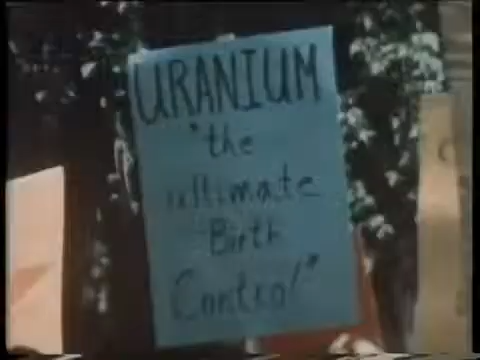 URANIUM
"the
ultimate
Birth
Control"